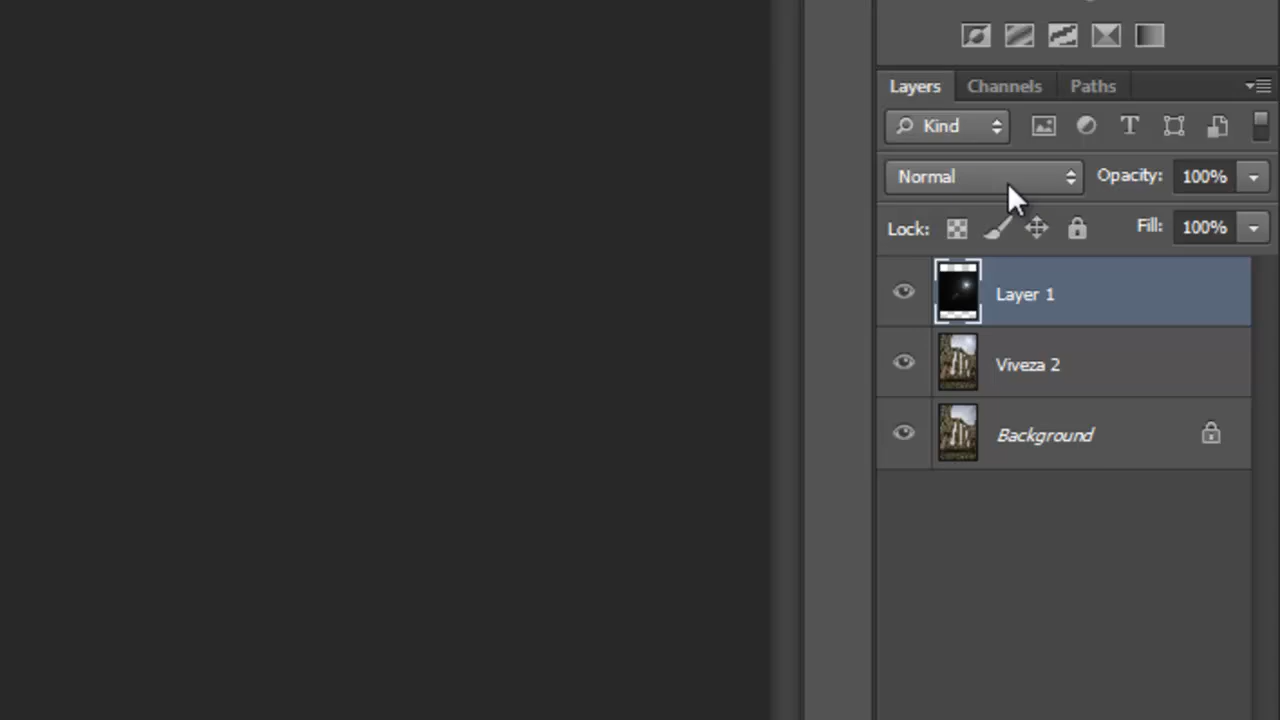 Layers Channels Paths
Kind
Normal Opacity: 100%
Lock: Fill: 100%
Layer 1
Viveza 2
Background